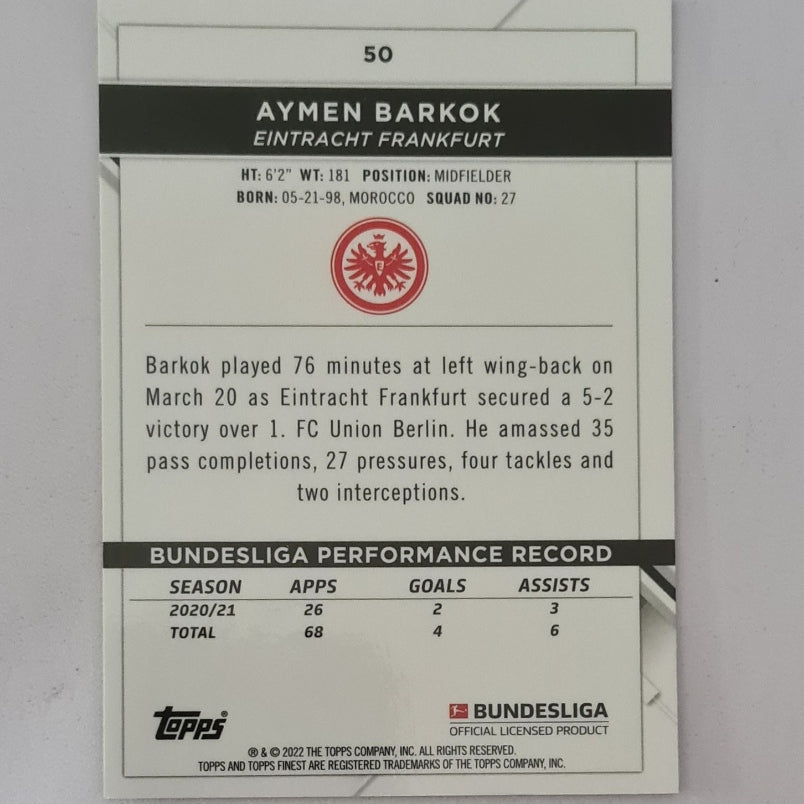 50
AYMEN BARKOK
EINTRACHT FRANKFURT
HT: 6'2" WT: 181 POSITION: MIDFIELDER
BORN: 05-21-98, MOROCCO SQUAD NO: 27
Barkok played 76 minutes at left wing-back on
March 20 as Eintracht Frankfurt secured a 5-2
victory over 1. FC Union Berlin. He amassed 35
pass completions, 27 pressures, four tackles and
two interceptions.
BUNDESLIGA PERFORMANCE RECORD
SEASON APPS GOALS ASSISTS
2020/21 26 2 3
TOTAL 68 4 6
topps®
BUNDESLIGA
OFFICIAL LICENSED PRODUCT
® & © 2022 THE TOPPS COMPANY, INC. ALL RIGHTS RESERVED.
TOPPS AND TOPPS FINEST ARE REGISTERED TRADEMARKS OF THE TOPPS COMPANY, INC.